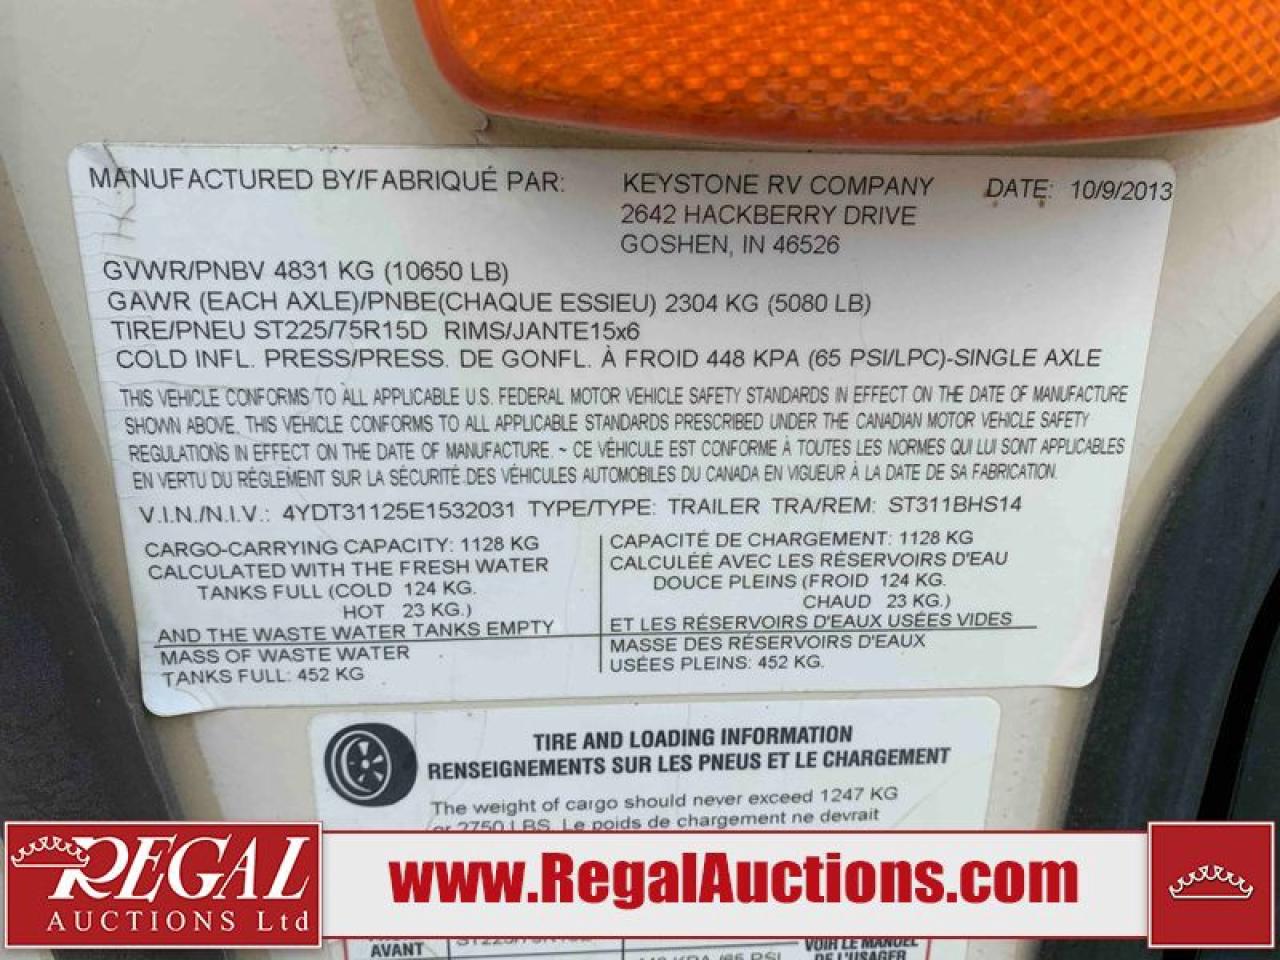 MANUFACTURED BY/FABRIQUÉ PAR: KEYSTONE RV COMPANY DATE: 10/9/2013
2642 HACKBERRY DRIVE
GOSHEN, IN 46526
GVWR/PNBV 4831 KG (10650 LB)
GAWR (EACH AXLE)/PNBE(CHAQUE ESSIEU) 2304 KG (5080 LB)
TIRE/PNEU ST225/75R15D RIMS/JANTE15x6
COLD INFL. PRESS/PRESS. DE GONFL. À FROID 448 KPA (65 PSI/LPC)-SINGLE AXLE
THIS VEHICLE CONFORMS TO ALL APPLICABLE U.S. FEDERAL MOTOR VEHICLE SAFETY STANDARDS IN EFFECT ON THE DATE OF MANUFACTURE
SHOWN ABOVE. THIS VEHICLE CONFORMS TO ALL APPLICABLE STANDARDS PRESCRIBED UNDER THE CANADIAN MOTOR VEHICLE SAFETY
REGULATIONS IN EFFECT ON THE DATE OF MANUFACTURE. ~ CE VÉHICULE EST CONFORME À TOUTES LES NORMES QUI LUI SONT APPLICABLES
EN VERTU DU RÉGLEMENT SUR LA SÉCURITÉ DES VÉHICULES AUTOMOBILES DU CANADA EN VIGUEUR À LA DATE DE SA FABRICATION.
V.I.N./N.I.V.: 4YDT31125E1532031 TYPE/TYPE: TRAILER TRA/REM: ST311BHS14
CARGO-CARRYING CAPACITY: 1128 KG
CALCULATED WITH THE FRESH WATER
TANKS FULL (COLD 124 KG.
HOT 23 KG.)
AND THE WASTE WATER TANKS EMPTY
MASS OF WASTE WATER
TANKS FULL: 452 KG
CAPACITÉ DE CHARGEMENT: 1128 KG
CALCULÉE AVEC LES RÉSERVOIRS D'EAU
DOUCE PLEINS (FROID 124 KG.
CHAUD 23 KG.)
ET LES RÉSERVOIRS D'EAUX USÉES VIDES
MASSE DES RÉSERVOIRS D'EAUX
USÉES PLEINS: 452 KG.
TIRE AND LOADING INFORMATION
RENSEIGNEMENTS SUR LES PNEUS ET LE CHARGEMENT
The weight of cargo should never exceed 1247 KG
or 2750 LBS. Le poids de chargement ne devrait
REGAL
AUCTIONS Ltd
www.RegalAuctions.com
AVANT
VOIR LE MANUEL
DE L'USAGER